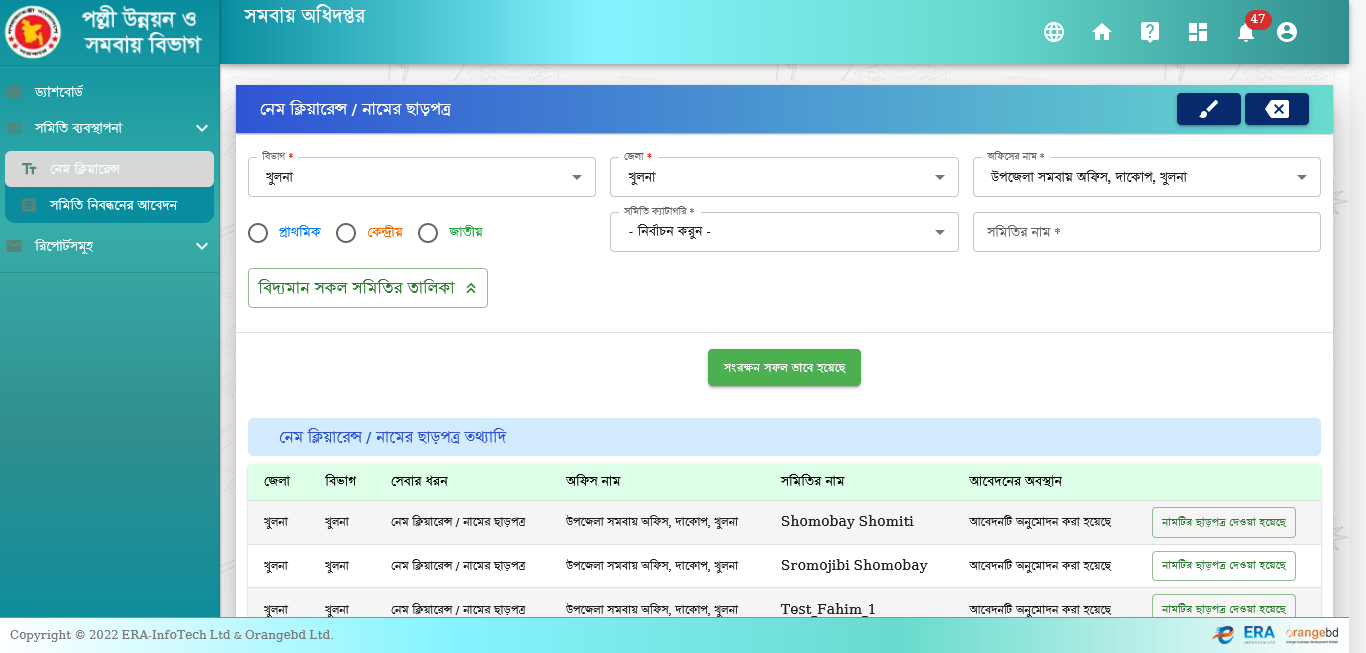 পল্লী উন্নয়ন ও
সমবায় বিভাগ
সমবায় অধিদপ্তর
47
ড্যাশবোর্ড
সমিতি ব্যবস্থাপনা
নেম ক্লিয়ারেন্স
সমিতি নিবন্ধনের আবেদন
রিপোর্টসমূহ
নেম ক্লিয়ারেন্স / নামের ছাড়পত্র
বিভাগ * জেলা * অফিসের নাম *
খুলনা খুলনা উপজেলা সমবায় অফিস, দাকোপ, খুলনা
সমিতি ক্যাটাগরি *
প্রাথমিক কেন্দ্রীয় জাতীয় - নির্বাচন করুন - সমিতির নাম *
বিদ্যমান সকল সমিতির তালিকা
সংরক্ষন সফল ভাবে হয়েছে
নেম ক্লিয়ারেন্স / নামের ছাড়পত্র তথ্যাদি
জেলা বিভাগ সেবার ধরন অফিস নাম সমিতির নাম আবেদনের অবস্থান
খুলনা খুলনা নেম ক্লিয়ারেন্স / নামের ছাড়পত্র উপজেলা সমবায় অফিস, দাকোপ, খুলনা Shomobay Shomiti আবেদনটি অনুমোদন করা হয়েছে নামটির ছাড়পত্র দেওয়া হয়েছে
খুলনা খুলনা নেম ক্লিয়ারেন্স / নামের ছাড়পত্র উপজেলা সমবায় অফিস, দাকোপ, খুলনা Sromojibi Shomobay আবেদনটি অনুমোদন করা হয়েছে নামটির ছাড়পত্র দেওয়া হয়েছে
খুলনা খুলনা নেম ক্লিয়ারেন্স / নামের ছাড়পত্র উপজেলা সমবায় অফিস, দাকোপ, খুলনা Test_Fahim_1 আবেদনটি অনুমোদন করা হয়েছে নামটির ছাড়পত্র দেওয়া হয়েছে
Copyright © 2022 ERA-InfoTech Ltd & Orangebd Ltd.
ERA orangebd